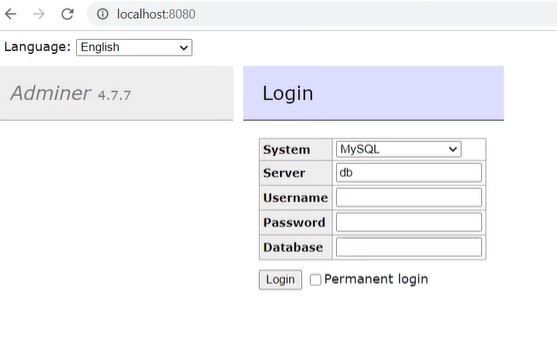 localhost:8080
Language: English
Adminer 4.7.7
Login
System MySQL
Server db
Username
Password
Database
Login Permanent login